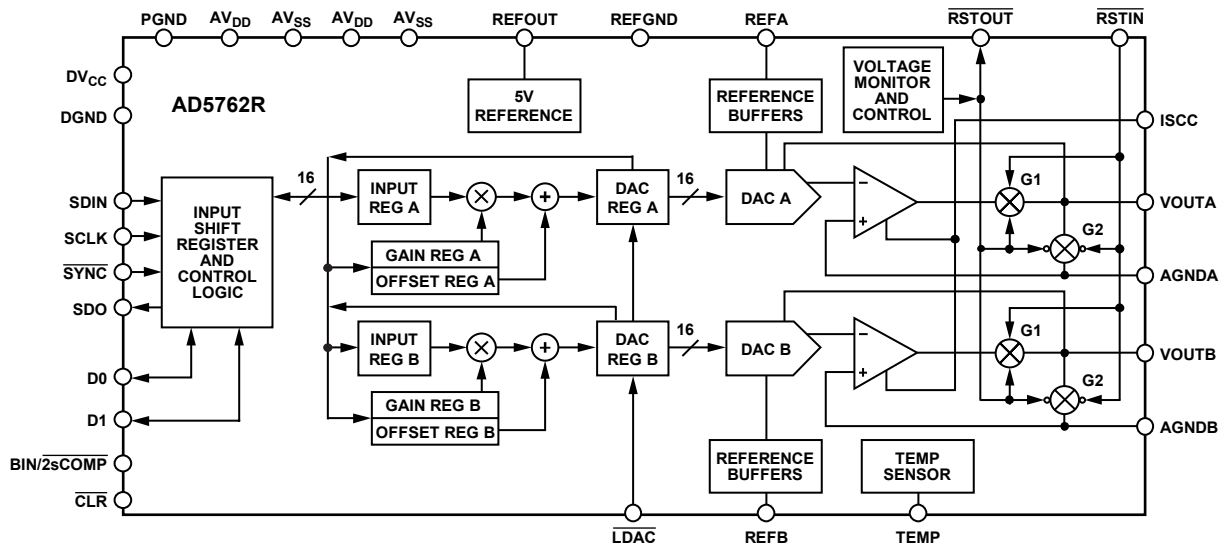 PGND AVDD AVSS AVDD AVSS REFOUT REFGND REFA RSTOUT RSTIN
DVCC
DGND
AD5762R
5V
REFERENCE
REFERENCE
BUFFERS
VOLTAGE
MONITOR
AND
CONTROL
ISCC
SDIN
SCLK
SYNC
SDO
D0
D1
BIN/2sCOMP
CLR
INPUT
SHIFT
REGISTER
AND
CONTROL
LOGIC
16
INPUT
REG A
×
+
DAC
REG A
16
DAC A
−
+
G1
G2
VOUTA
AGNDA
GAIN REG A
OFFSET REG A
INPUT
REG B
×
+
DAC
REG B
16
DAC B
−
+
G1
G2
VOUTB
AGNDB
GAIN REG B
OFFSET REG B
REFERENCE
BUFFERS
TEMP
SENSOR
LDAC REFB TEMP